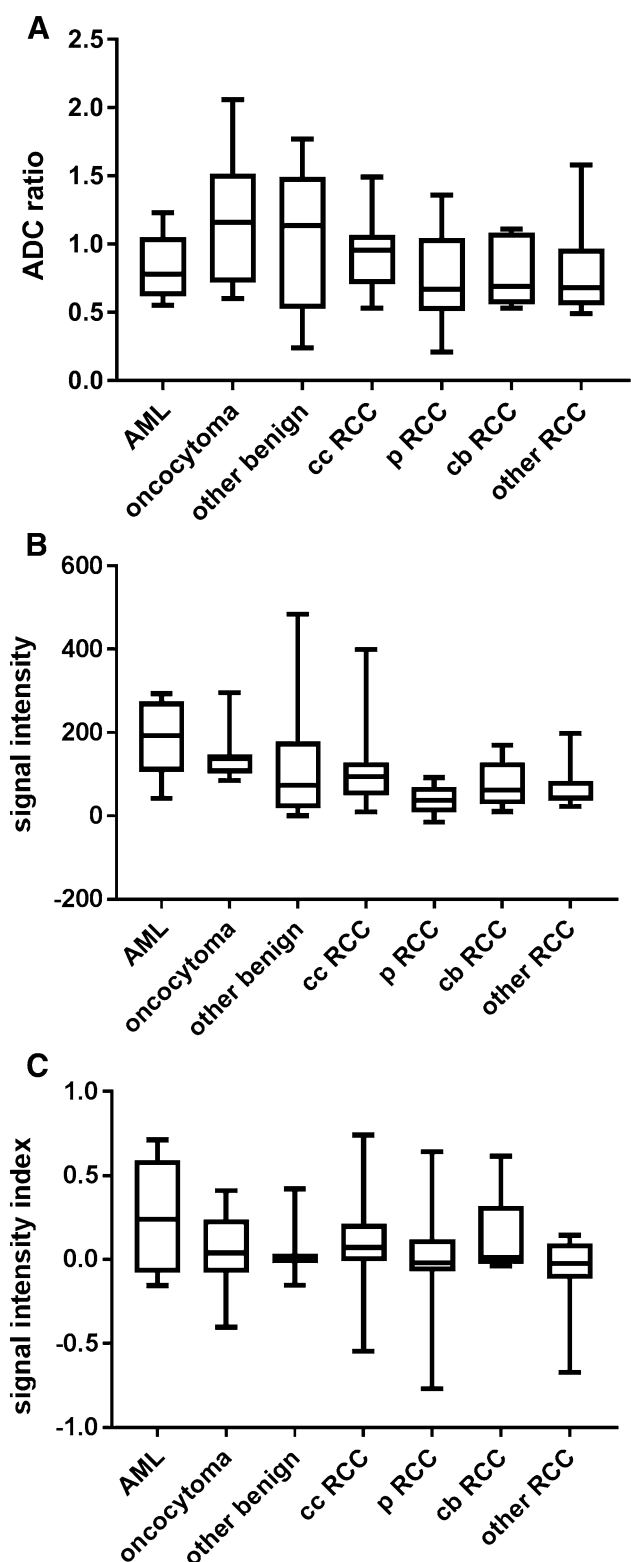 A
ADC ratio
2.5
2.0
1.5
1.0
0.5
0.0
AML
oncocytoma
other benign
cc RCC
p RCC
cb RCC
other RCC
B
signal intensity
600
400
200
0
-200
AML
oncocytoma
other benign
cc RCC
p RCC
cb RCC
other RCC
C
signal intensity index
1.0
0.5
0.0
-0.5
-1.0
AML
oncocytoma
other benign
cc RCC
p RCC
cb RCC
other RCC